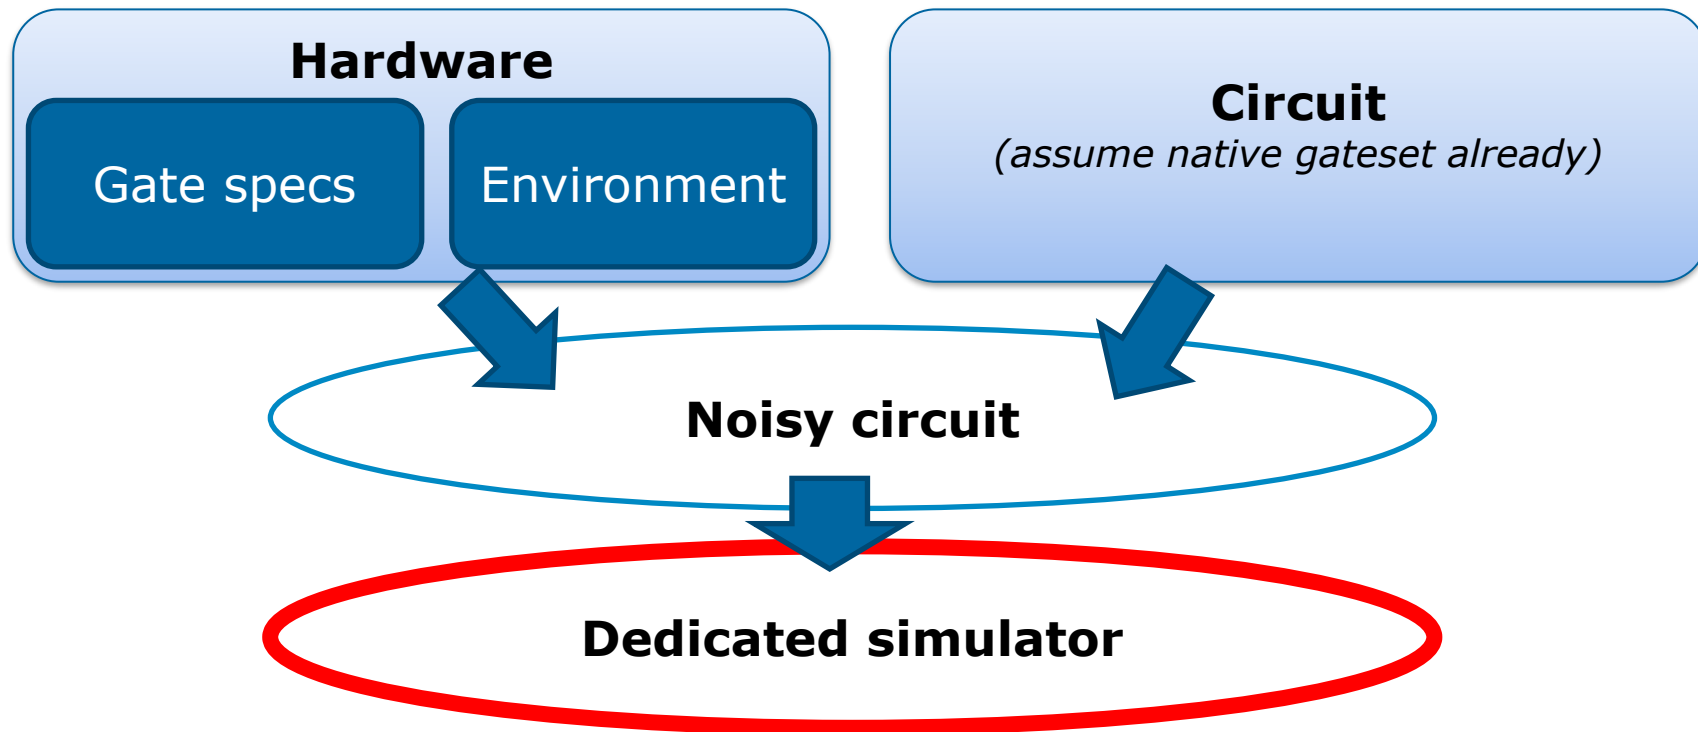 Hardware
Gate specs
Environment
Circuit
(assume native gateset already)
Noisy circuit
Dedicated simulator